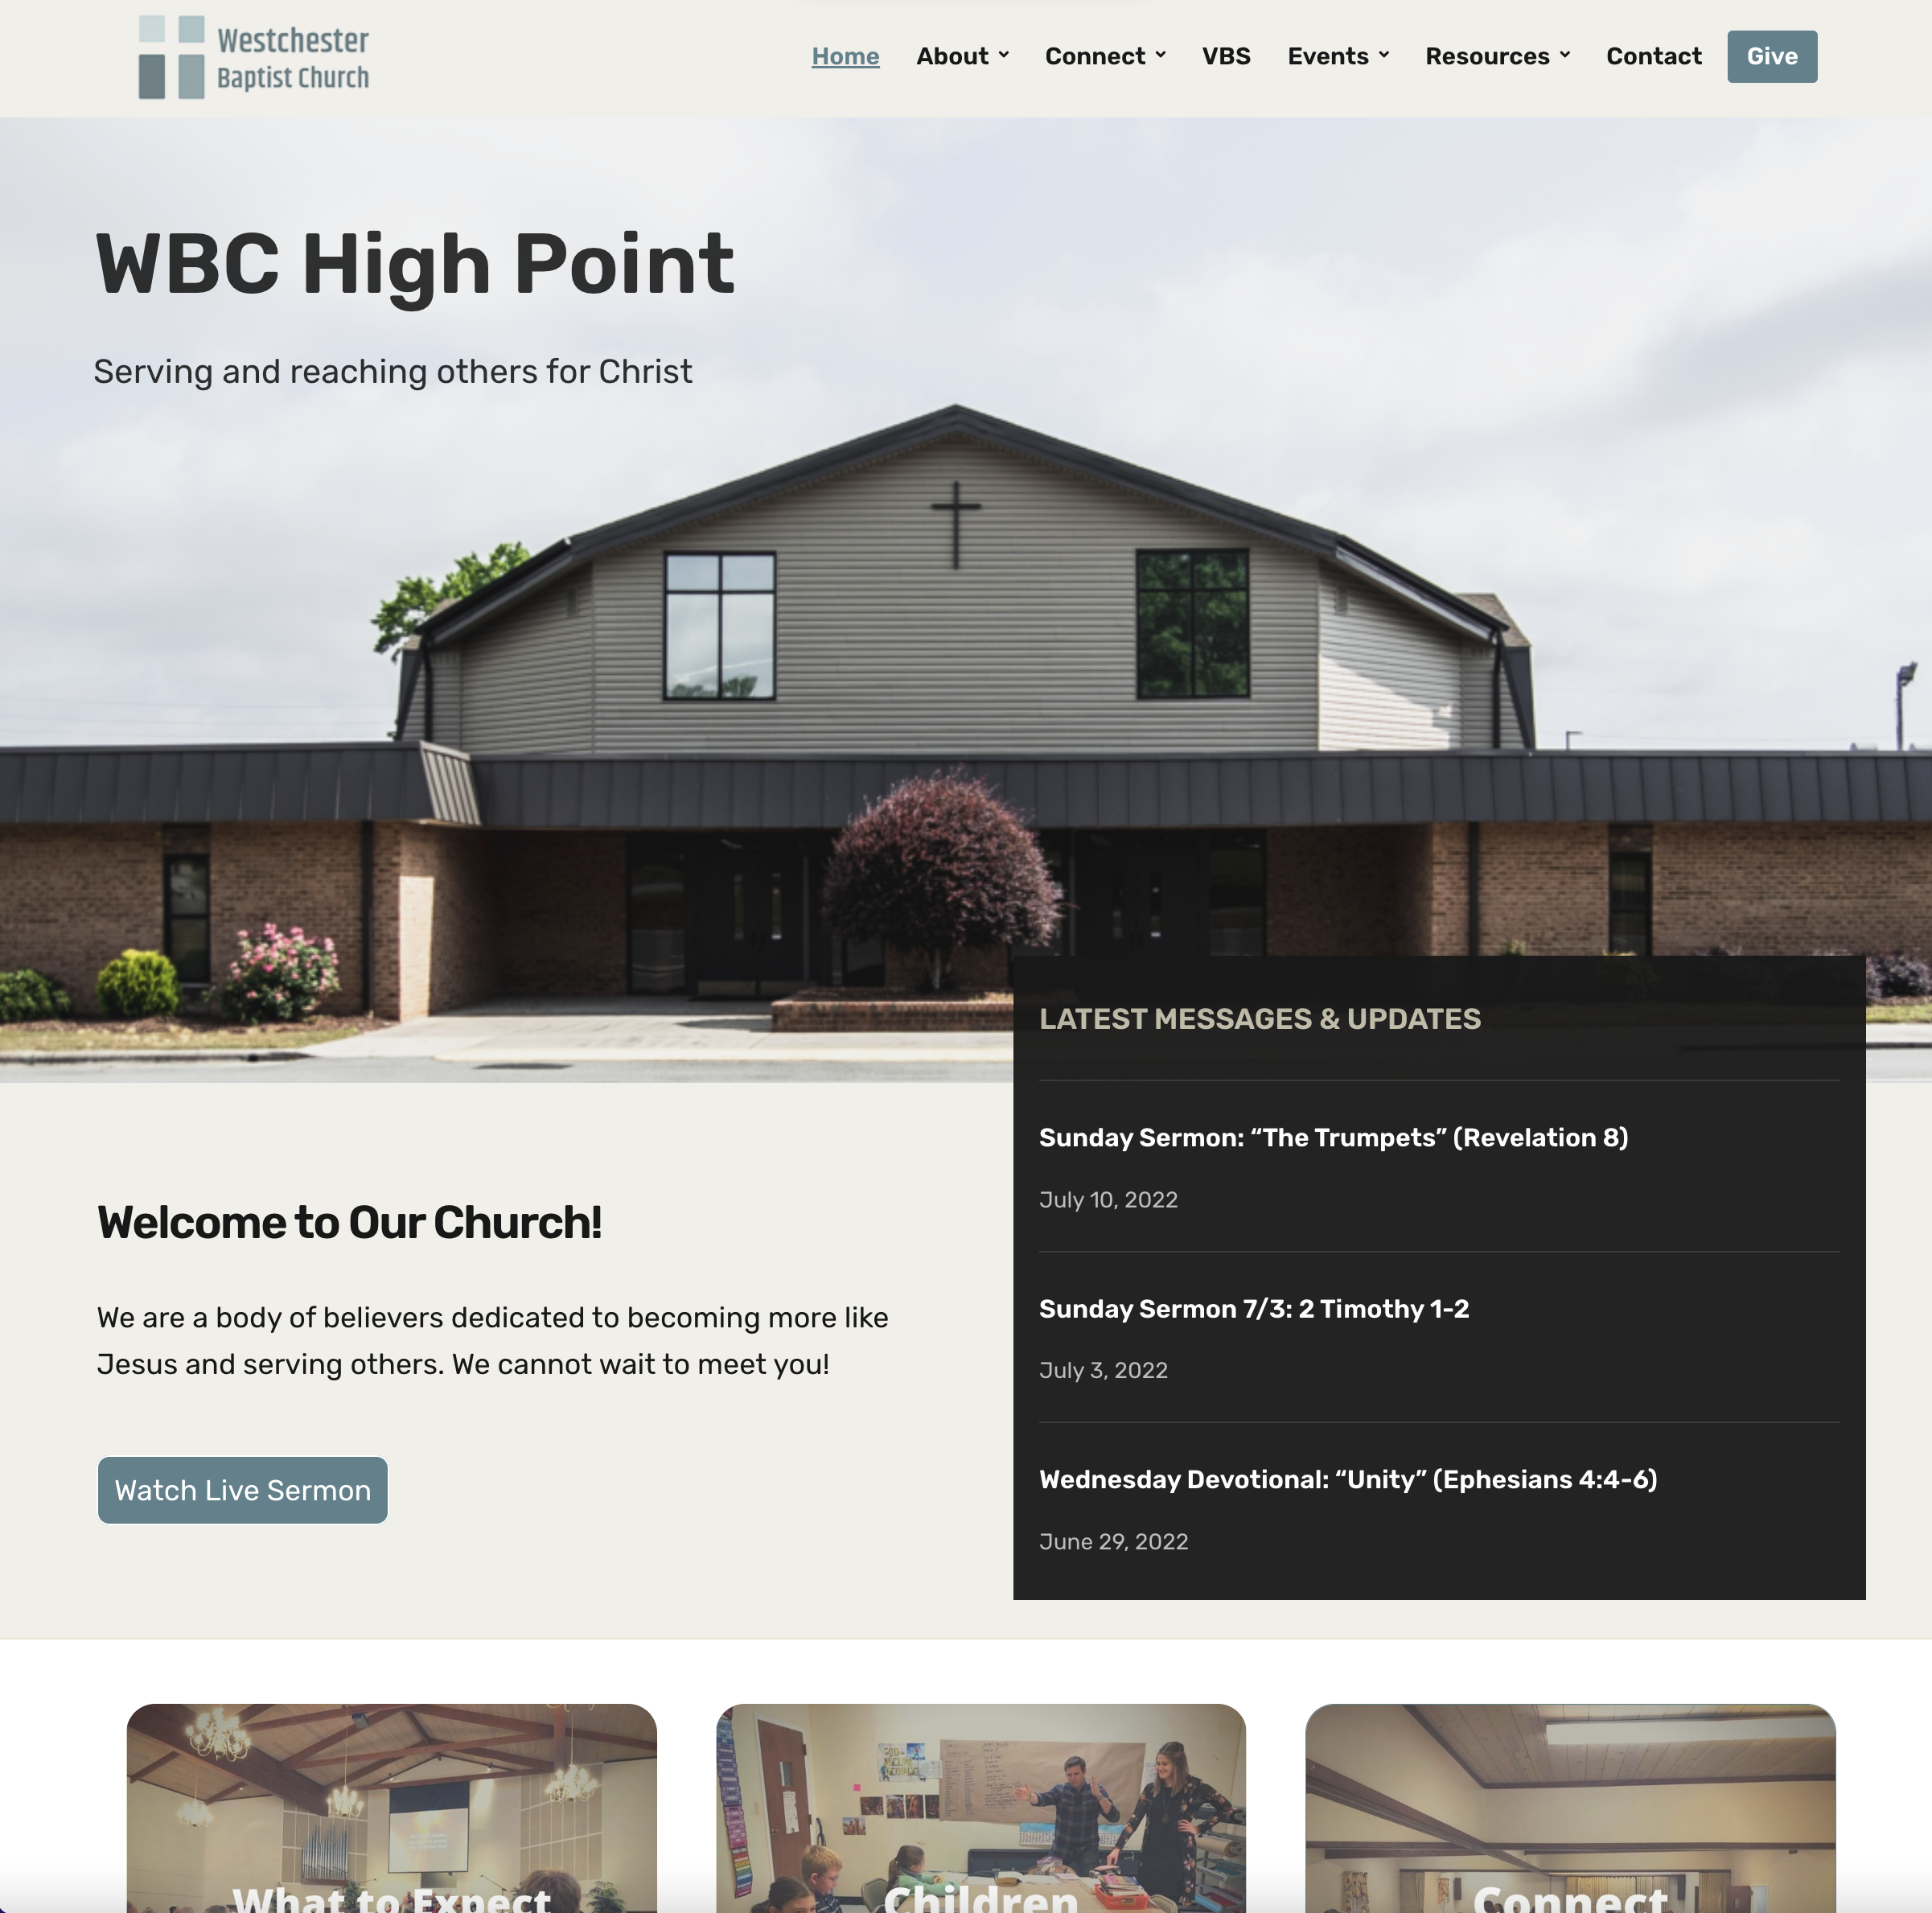 Westchester
Baptist Church
Home About Connect VBS Events Resources Contact Give
WBC High Point
Serving and reaching others for Christ
LATEST MESSAGES & UPDATES
Sunday Sermon: “The Trumpets” (Revelation 8)
July 10, 2022
Sunday Sermon 7/3: 2 Timothy 1-2
July 3, 2022
Wednesday Devotional: “Unity” (Ephesians 4:4-6)
June 29, 2022
Welcome to Our Church!
We are a body of believers dedicated to becoming more like
Jesus and serving others. We cannot wait to meet you!
Watch Live Sermon
What to Expect
Children
Connect